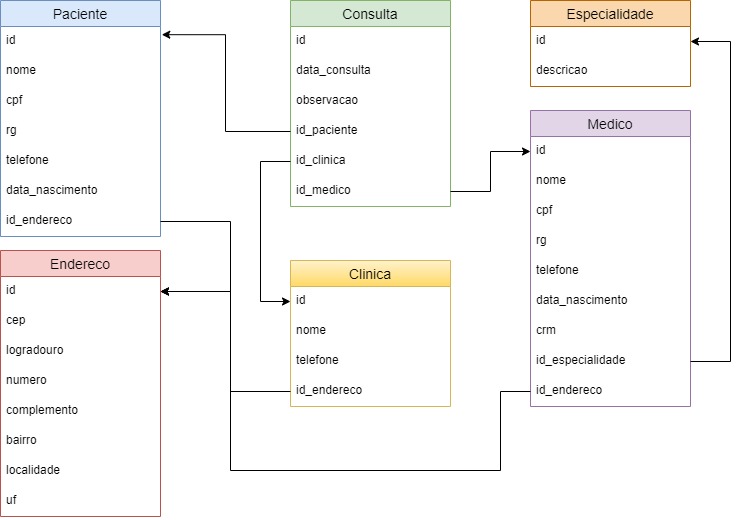 Paciente
id
nome
cpf
rg
telefone
data_nascimento
id_endereco
Endereco
id
cep
logradouro
numero
complemento
bairro
localidade
uf
Consulta
id
data_consulta
observacao
id_paciente
id_clinica
id_medico
Clinica
id
nome
telefone
id_endereco
Especialidade
id
descricao
Medico
id
nome
cpf
rg
telefone
data_nascimento
crm
id_especialidade
id_endereco